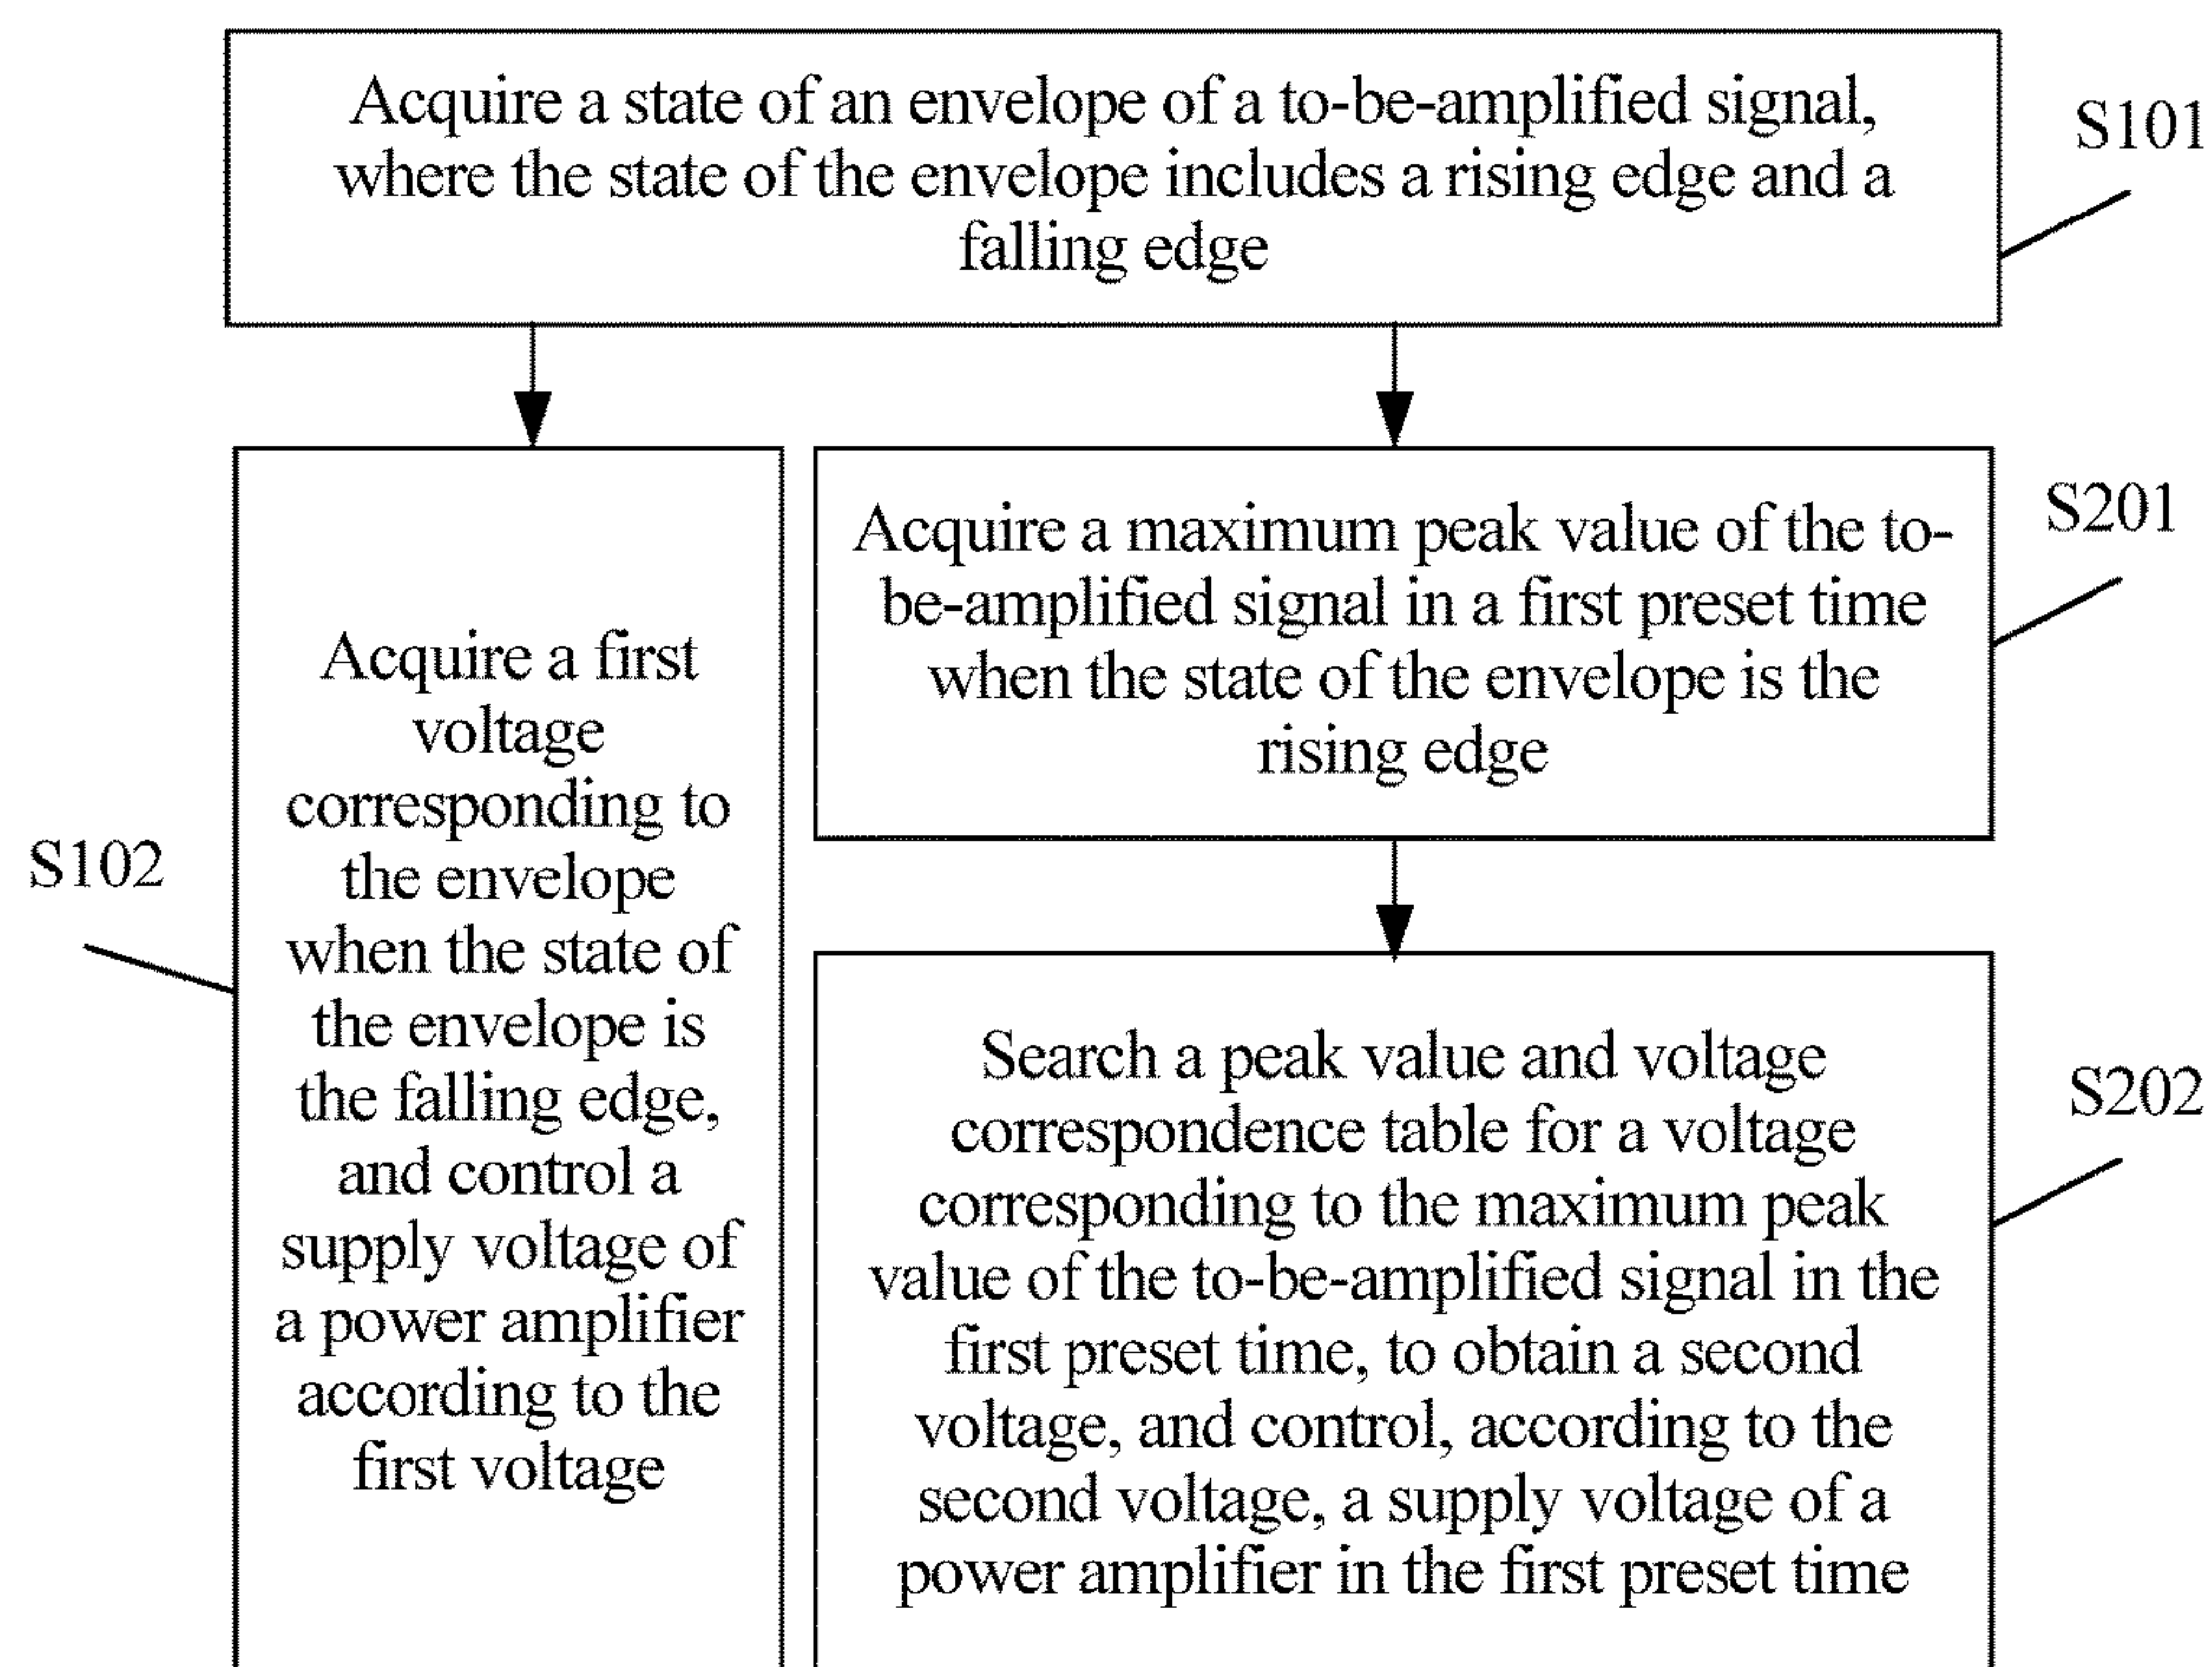 Acquire a state of an envelope of a to-be-amplified signal,
where the state of the envelope includes a rising edge and a
falling edge
S101
Acquire a first
voltage
corresponding to
the envelope
when the state of
the envelope is
the falling edge,
and control a
supply voltage of
a power amplifier
according to the
first voltage
S102
Acquire a maximum peak value of the to-
be-amplified signal in a first preset time
when the state of the envelope is the
rising edge
S201
Search a peak value and voltage
correspondence table for a voltage
corresponding to the maximum peak
value of the to-be-amplified signal in the
first preset time, to obtain a second
voltage, and control, according to the
second voltage, a supply voltage of a
power amplifier in the first preset time
S202